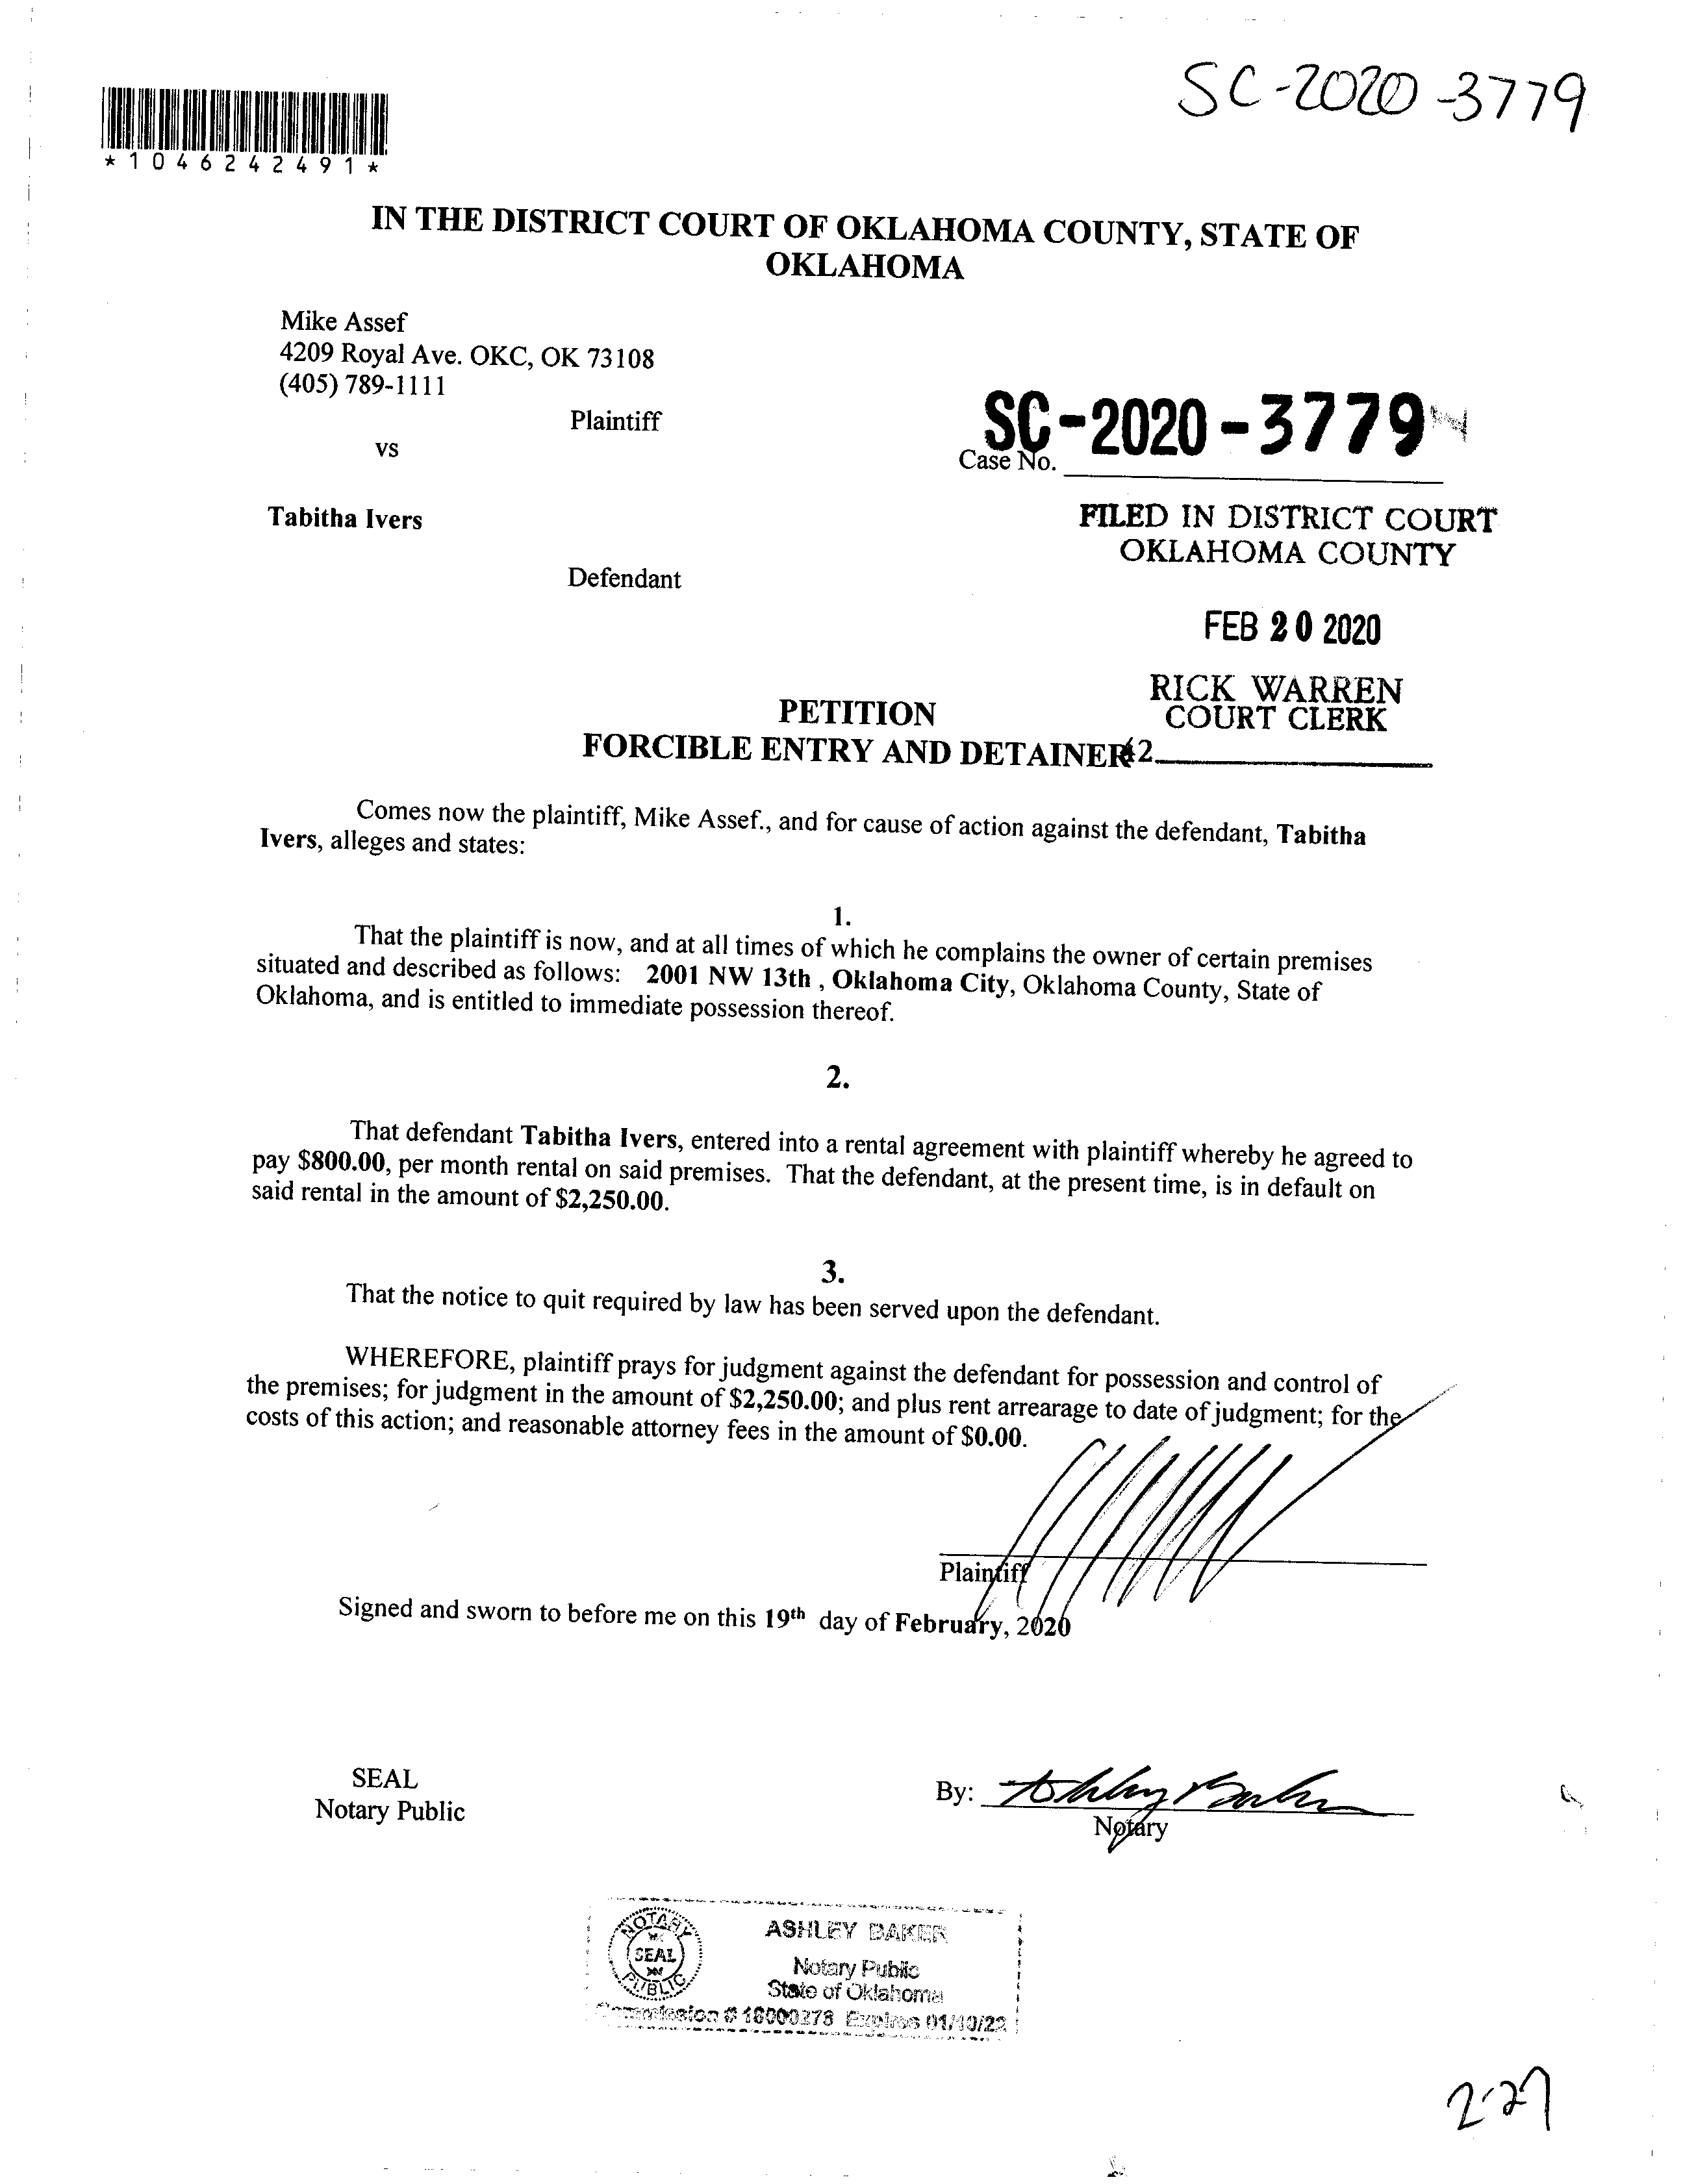 SC-2020-3779
*1046242491*
IN THE DISTRICT COURT OF OKLAHOMA COUNTY, STATE OF
OKLAHOMA
Mike Assef
4209 Royal Ave. OKC, OK 73108
(405) 789-1111
Plaintiff
vs
SC-2020-3779
Case No.
Tabitha Ivers
Defendant
FILED IN DISTRICT COURT
OKLAHOMA COUNTY
FEB 20 2020
RICK WARREN
COURT CLERK
PETITION
FORCIBLE ENTRY AND DETAINER
42
Comes now the plaintiff, Mike Assef., and for cause of action against the defendant, Tabitha
Ivers, alleges and states:
1.
That the plaintiff is now, and at all times of which he complains the owner of certain premises
situated and described as follows: 2001 NW 13th , Oklahoma City, Oklahoma County, State of
Oklahoma, and is entitled to immediate possession thereof.
2.
That defendant Tabitha Ivers, entered into a rental agreement with plaintiff whereby he agreed to
pay $800.00, per month rental on said premises. That the defendant, at the present time, is in default on
said rental in the amount of $2,250.00.
3.
That the notice to quit required by law has been served upon the defendant.
WHEREFORE, plaintiff prays for judgment against the defendant for possession and control of
the premises; for judgment in the amount of $2,250.00; and plus rent arrearage to date of judgment; for the
costs of this action; and reasonable attorney fees in the amount of $0.00.
Plaintiff
Signed and sworn to before me on this 19th day of February, 2020
SEAL
Notary Public
By: Ashley Baker
Notary
NOTARY
SEAL
PUBLIC
ASHLEY BAKER
Notary Public
State of Oklahoma
Commission # 18000278 Expires 01/10/22
2-27